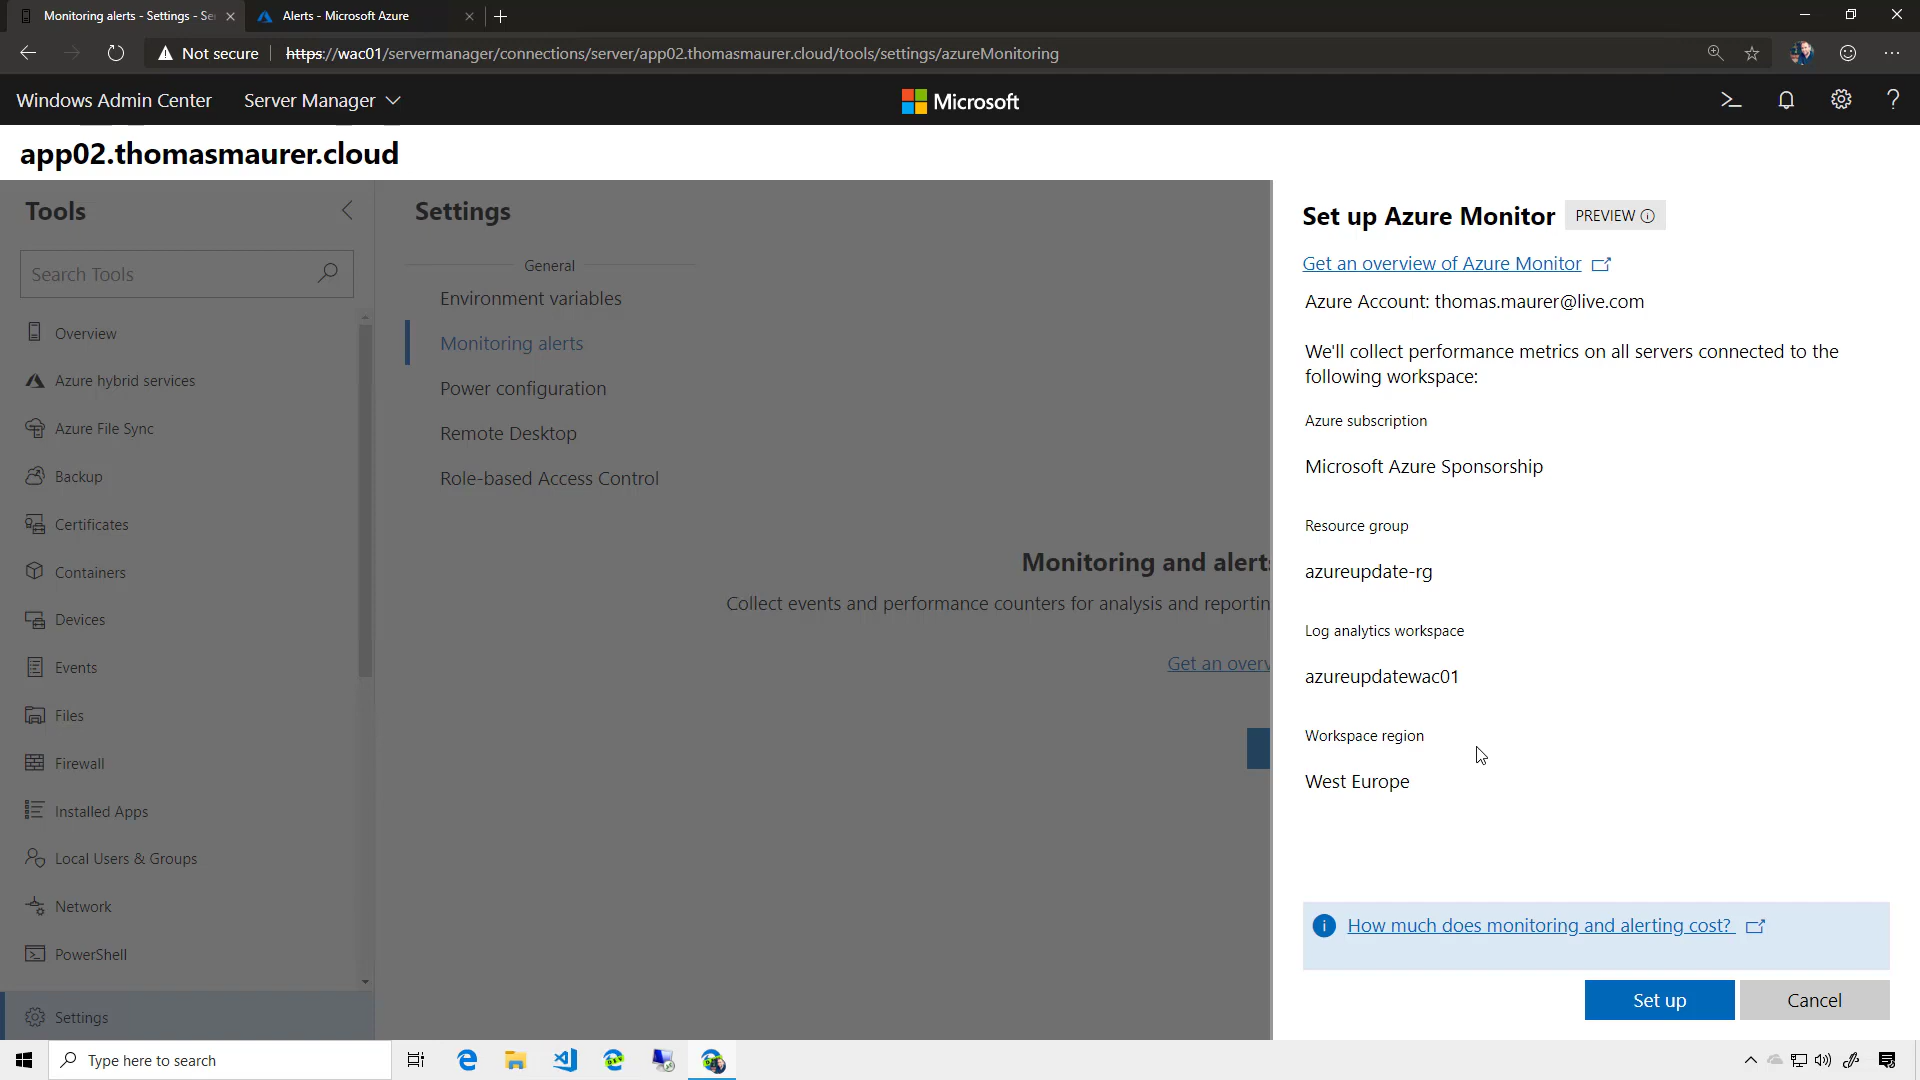 Monitoring alerts - Settings - Se
Alerts - Microsoft Azure
Not secure
https://wac01/servermanager/connections/server/app02.thomasmaurer.cloud/tools/settings/azureMonitoring
Windows Admin Center
Server Manager
Microsoft
app02.thomasmaurer.cloud
Tools
Search Tools
Overview
Azure hybrid services
Azure File Sync
Backup
Certificates
Containers
Devices
Events
Files
Firewall
Installed Apps
Local Users & Groups
Network
PowerShell
Settings
Settings
General
Environment variables
Monitoring alerts
Power configuration
Remote Desktop
Role-based Access Control
Monitoring and alert
Collect events and performance counters for analysis and reportin
Get an overv
Set up Azure Monitor
PREVIEW
Get an overview of Azure Monitor
Azure Account: thomas.maurer@live.com
We'll collect performance metrics on all servers connected to the
following workspace:
Azure subscription
Microsoft Azure Sponsorship
Resource group
azureupdate-rg
Log analytics workspace
azureupdatewac01
Workspace region
West Europe
How much does monitoring and alerting cost?
Set up
Cancel
Type here to search